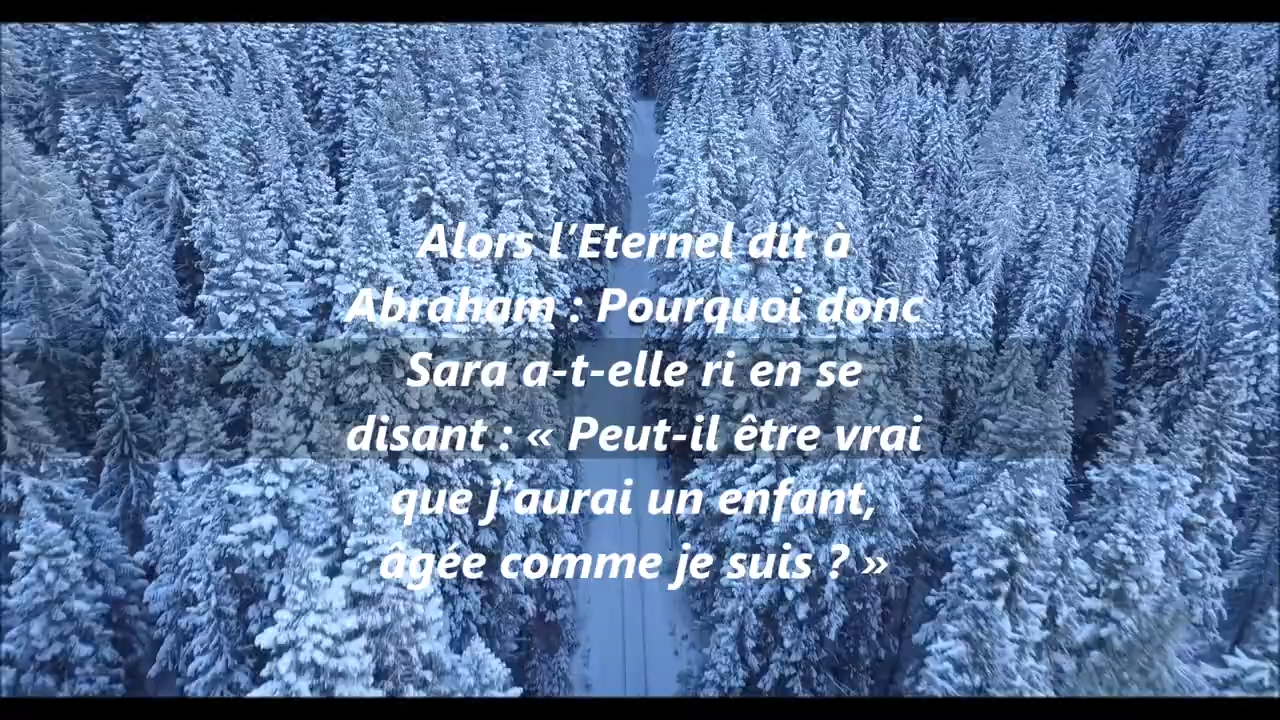 Alors l’Eternel dit à
Abraham : Pourquoi donc
Sara a-t-elle ri en se
disant : « Peut-il être vrai
que j’aurai un enfant,
âgée comme je suis ? »